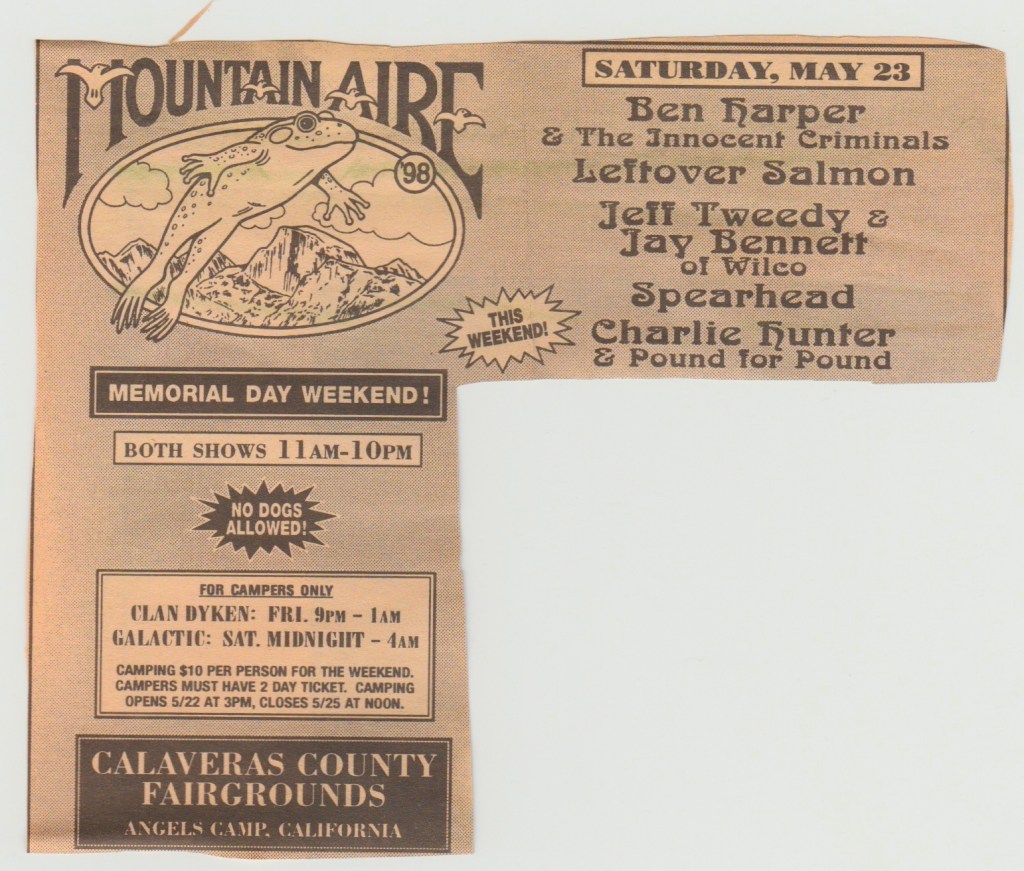 MOUNTAIN AIRE
'98
SATURDAY, MAY 23
Ben Harper
& The Innocent Criminals
Leftover Salmon
Jeff Tweedy &
Jay Bennett
of Wilco
Spearhead
Charlie Hunter
& Pound for Pound
THIS
WEEKEND!
MEMORIAL DAY WEEKEND!
BOTH SHOWS 11AM-10PM
NO DOGS
ALLOWED!
FOR CAMPERS ONLY
CLAN DYKEN: FRI. 9PM – 1AM
GALACTIC: SAT. MIDNIGHT – 4AM
CAMPING $10 PER PERSON FOR THE WEEKEND.
CAMPERS MUST HAVE 2 DAY TICKET. CAMPING
OPENS 5/22 AT 3PM, CLOSES 5/25 AT NOON.
CALAVERAS COUNTY
FAIRGROUNDS
ANGELS CAMP, CALIFORNIA